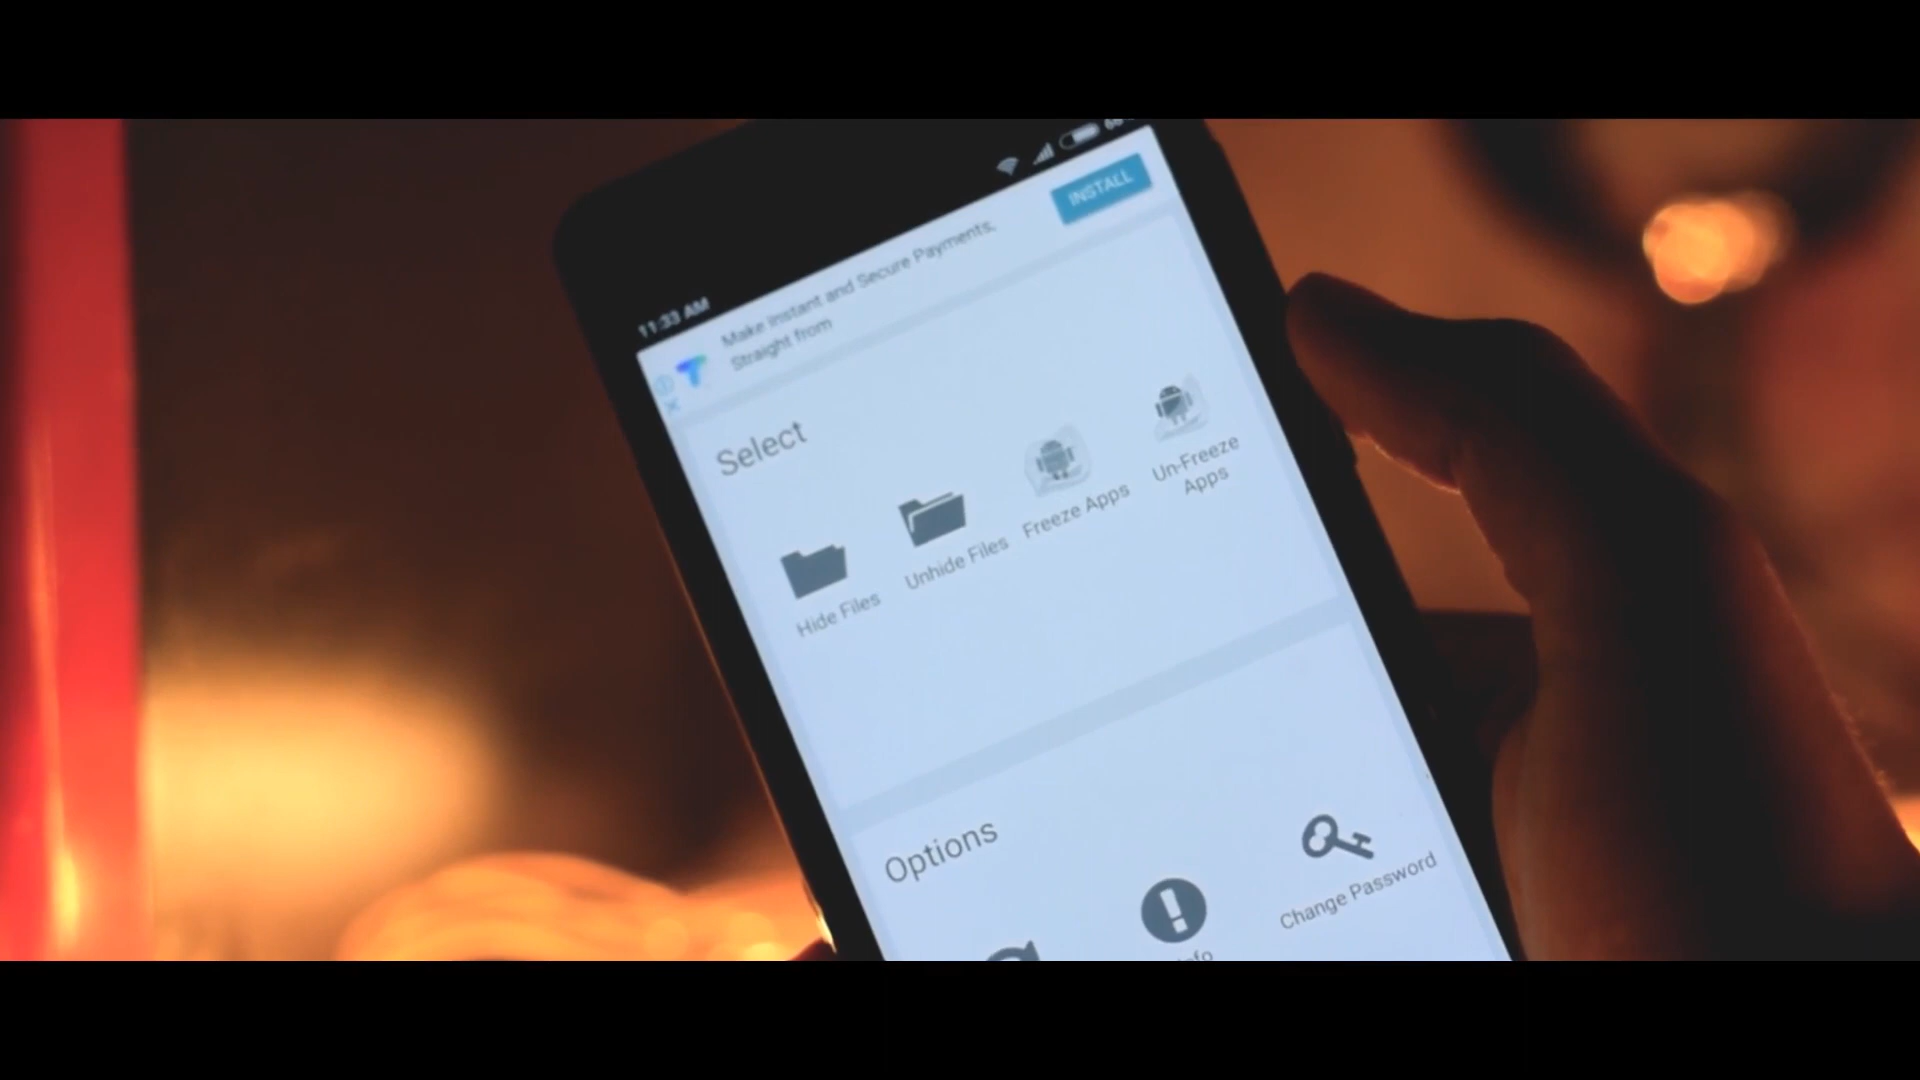 11:33 AM
Make Instant and Secure Payments,
Straight from
INSTALL
Select
Hide Files
Unhide Files
Freeze Apps
Un-Freeze
Apps
Options
Change Password